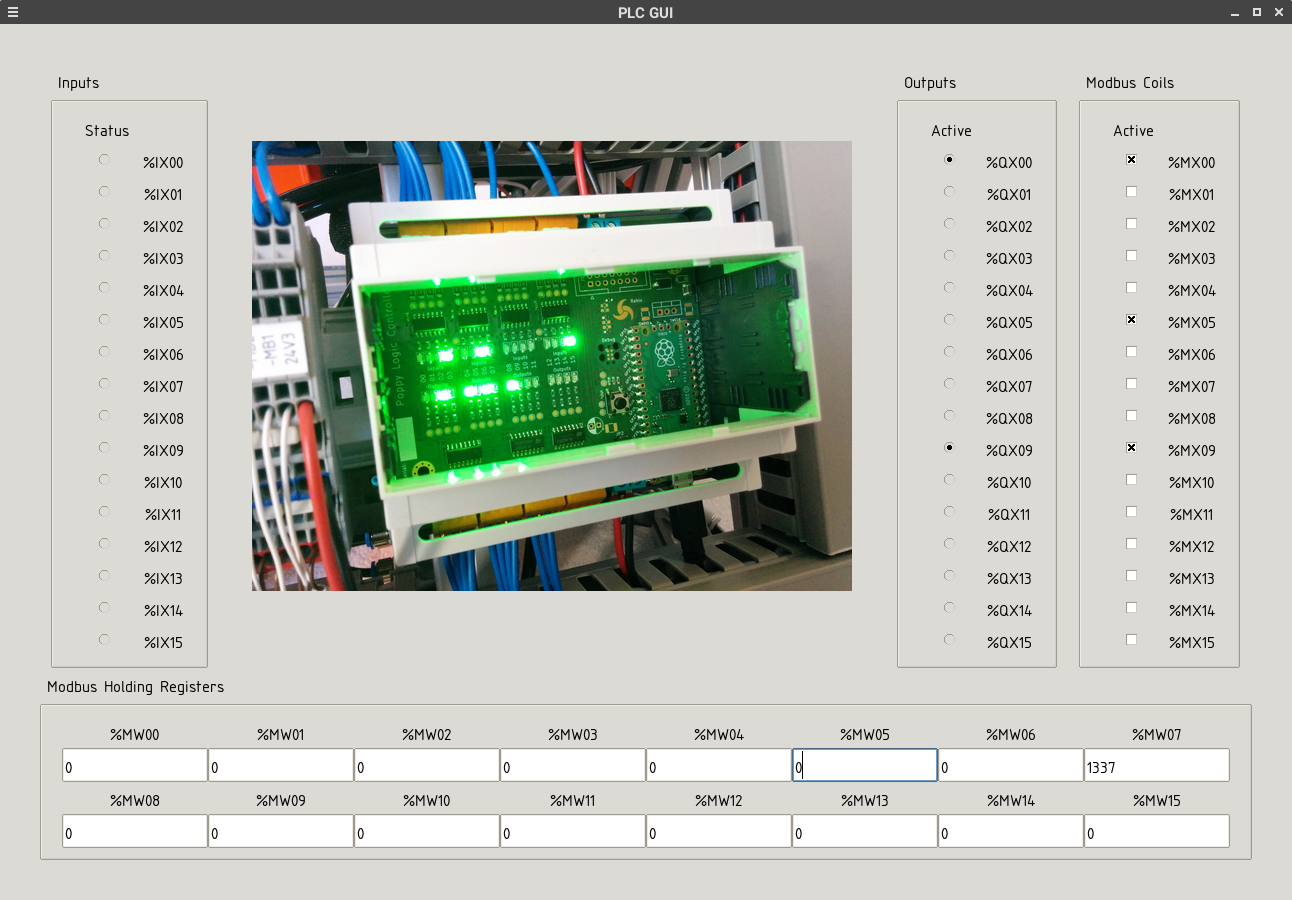 PLC GUI
Inputs
Status
%IX00
%IX01
%IX02
%IX03
%IX04
%IX05
%IX06
%IX07
%IX08
%IX09
%IX10
%IX11
%IX12
%IX13
%IX14
%IX15
-MB1
24V3
Poppy Logic Controller
Inputs
Inputs
Outputs
Outputs
Debug
Outputs
Active
%QX00
%QX01
%QX02
%QX03
%QX04
%QX05
%QX06
%QX07
%QX08
%QX09
%QX10
%QX11
%QX12
%QX13
%QX14
%QX15
Modbus Coils
Active
%MX00
%MX01
%MX02
%MX03
%MX04
%MX05
%MX06
%MX07
%MX08
%MX09
%MX10
%MX11
%MX12
%MX13
%MX14
%MX15
Modbus Holding Registers
%MW00 %MW01 %MW02 %MW03 %MW04 %MW05 %MW06 %MW07
0 0 0 0 0 0 0 1337
%MW08 %MW09 %MW10 %MW11 %MW12 %MW13 %MW14 %MW15
0 0 0 0 0 0 0 0